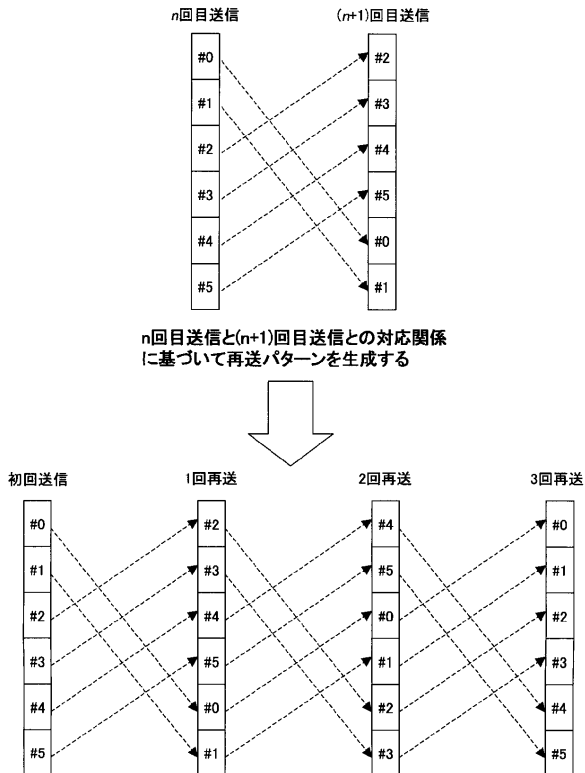 n回目送信 (n+1)回目送信
#0 #2
#1 #3
#2 #4
#3 #5
#4 #0
#5 #1
n回目送信と(n+1)回目送信との対応関係
に基づいて再送パターンを生成する
初回送信 1回再送 2回再送 3回再送
#0 #2 #4 #0
#1 #3 #5 #1
#2 #4 #0 #2
#3 #5 #1 #3
#4 #0 #2 #4
#5 #1 #3 #5